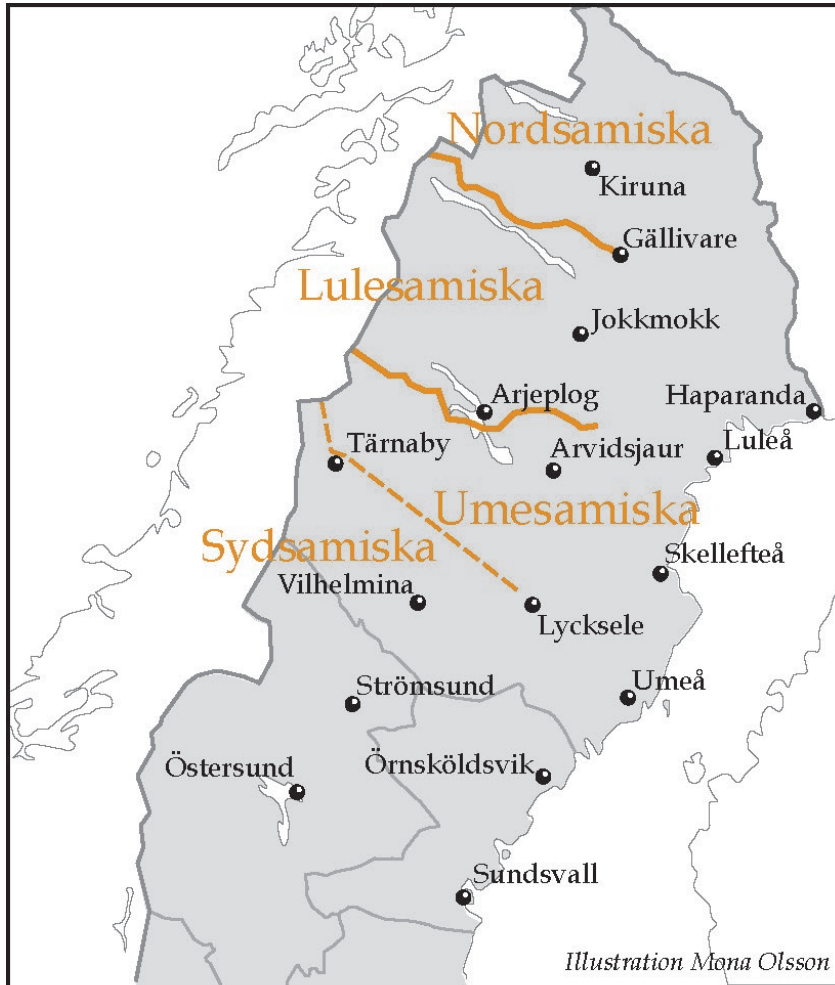 Nordsamiska
Kiruna
Gällivare
Lulesamiska
Jokkmokk
Arjeplog
Haparanda
Tärnaby
Arvidsjaur
Luleå
Umesamiska
Sydsamiska
Skellefteå
Vilhelmina
Lycksele
Strömsund
Umeå
Östersund
Örnsköldsvik
Sundsvall
Illustration Mona Olsson